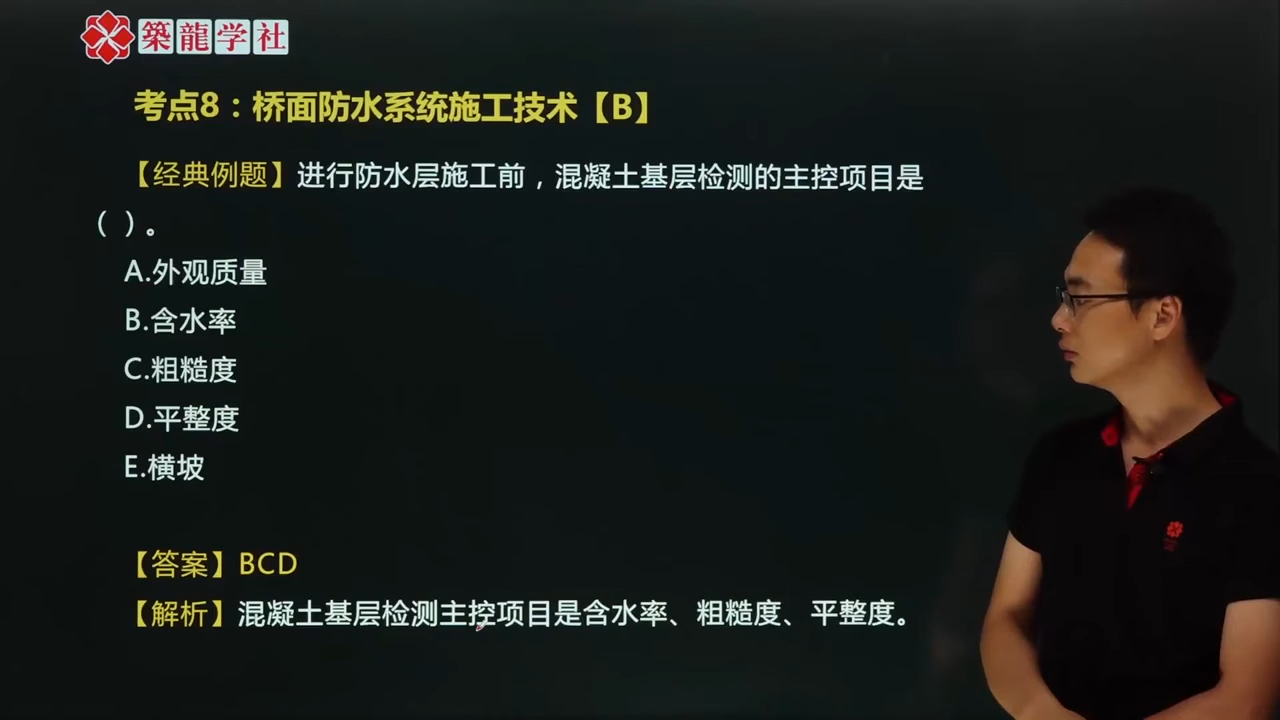 築龍学社
考点8：桥面防水系统施工技术【B】
【经典例题】进行防水层施工前，混凝土基层检测的主控项目是
（ ）。
A.外观质量
B.含水率
C.粗糙度
D.平整度
E.横坡
【答案】BCD
【解析】混凝土基层检测主控项目是含水率、粗糙度、平整度。